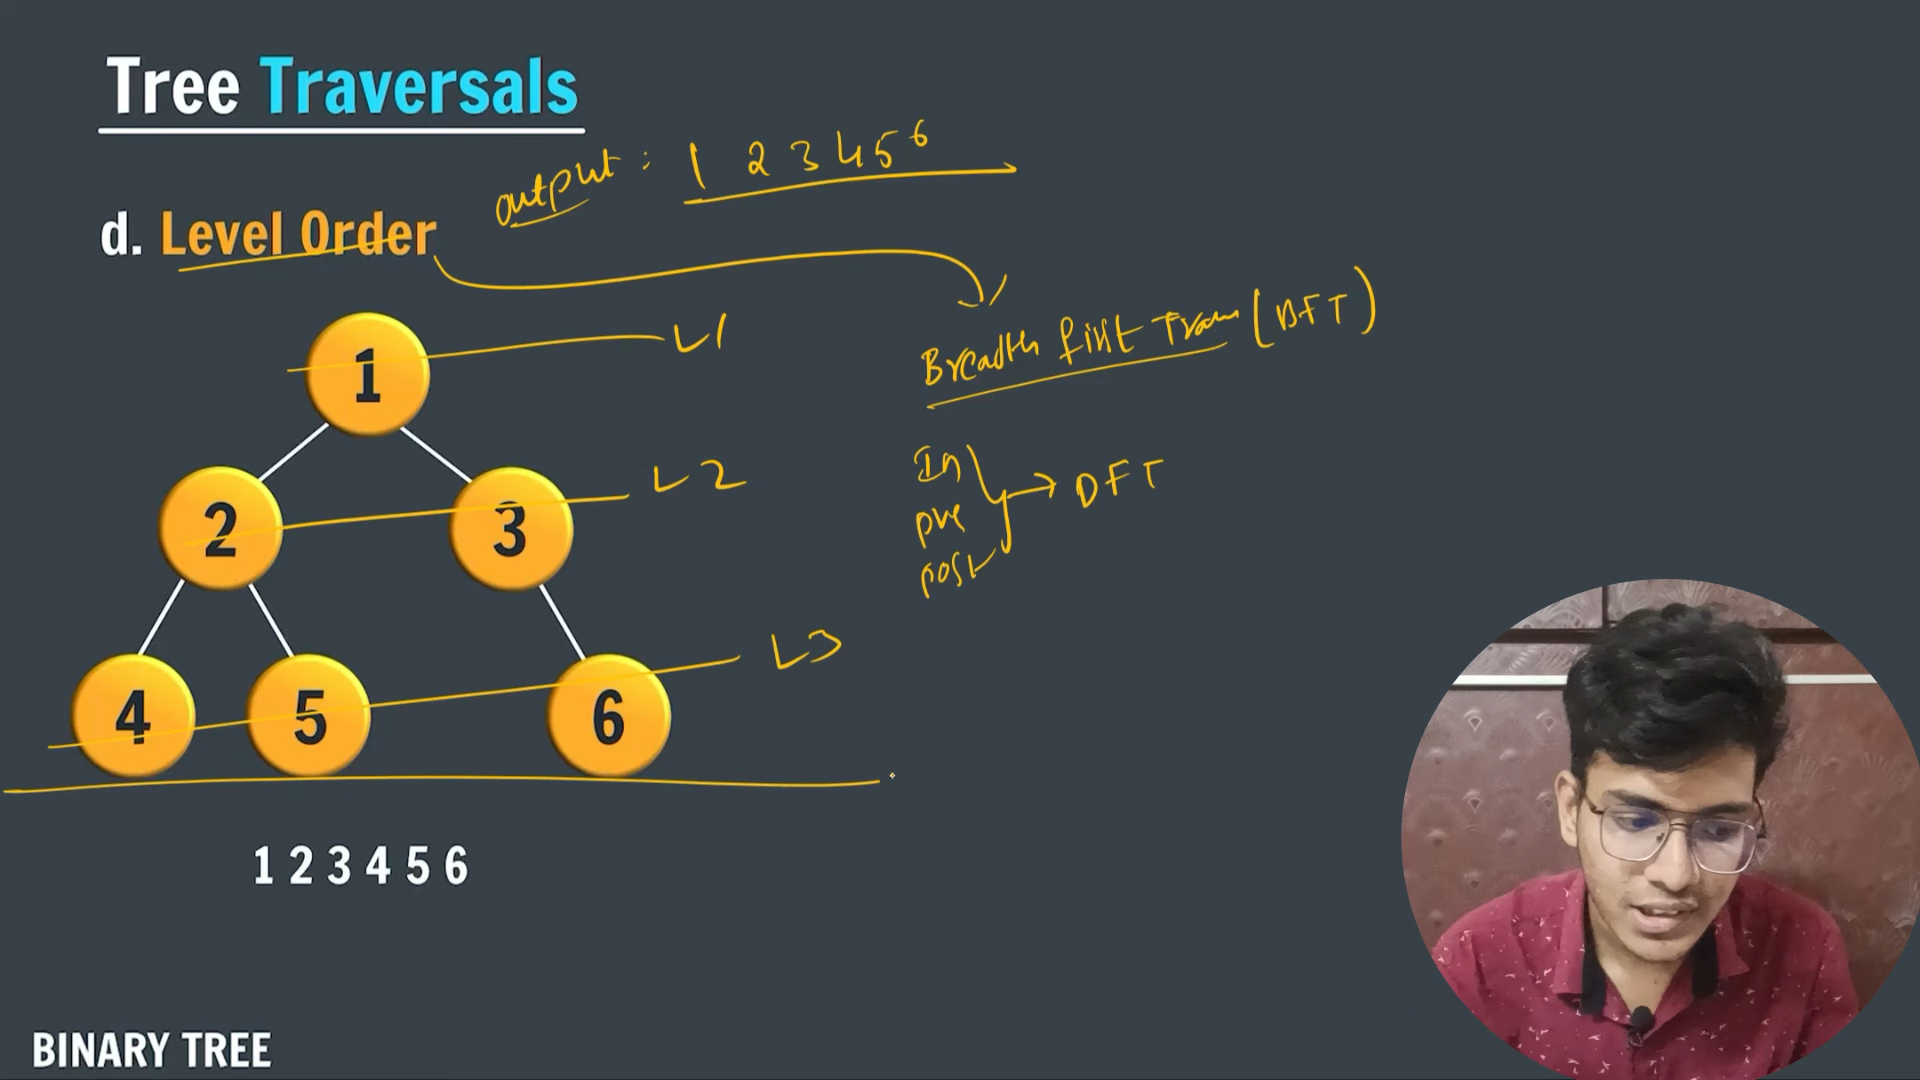 Tree Traversals
output : 1 2 3 4 5 6
d. Level Order
1
L1
Breadth first Trav (BFT)
2
3
L2
In
pre
post
DFT
4
5
6
L3
1 2 3 4 5 6
BINARY TREE